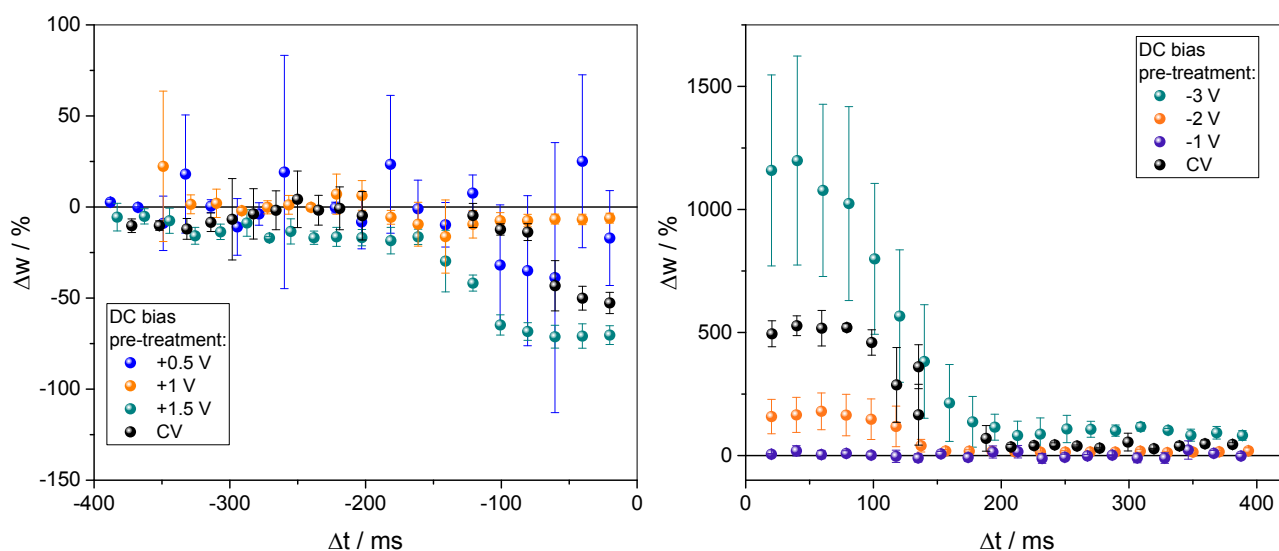 100
50
0
-50
-100
-150
Δw / %
-400
-300
-200
-100
0
Δt / ms
DC bias
pre-treatment:
+0.5 V
+1 V
+1.5 V
CV
1500
1000
500
0
Δw / %
0
100
200
300
400
Δt / ms
DC bias
pre-treatment:
-3 V
-2 V
-1 V
CV